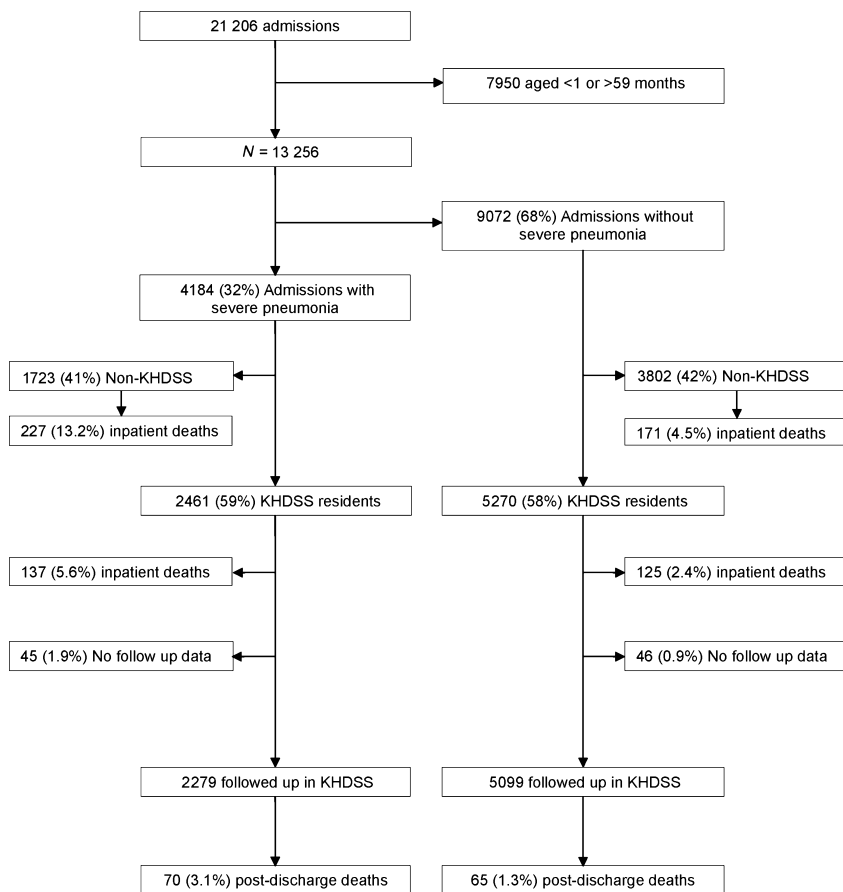 21 206 admissions
7950 aged <1 or >59 months
N = 13 256
9072 (68%) Admissions without
severe pneumonia
4184 (32%) Admissions with
severe pneumonia
1723 (41%) Non-KHDSS
3802 (42%) Non-KHDSS
227 (13.2%) inpatient deaths
171 (4.5%) inpatient deaths
2461 (59%) KHDSS residents
5270 (58%) KHDSS residents
137 (5.6%) inpatient deaths
125 (2.4%) inpatient deaths
45 (1.9%) No follow up data
46 (0.9%) No follow up data
2279 followed up in KHDSS
5099 followed up in KHDSS
70 (3.1%) post-discharge deaths
65 (1.3%) post-discharge deaths